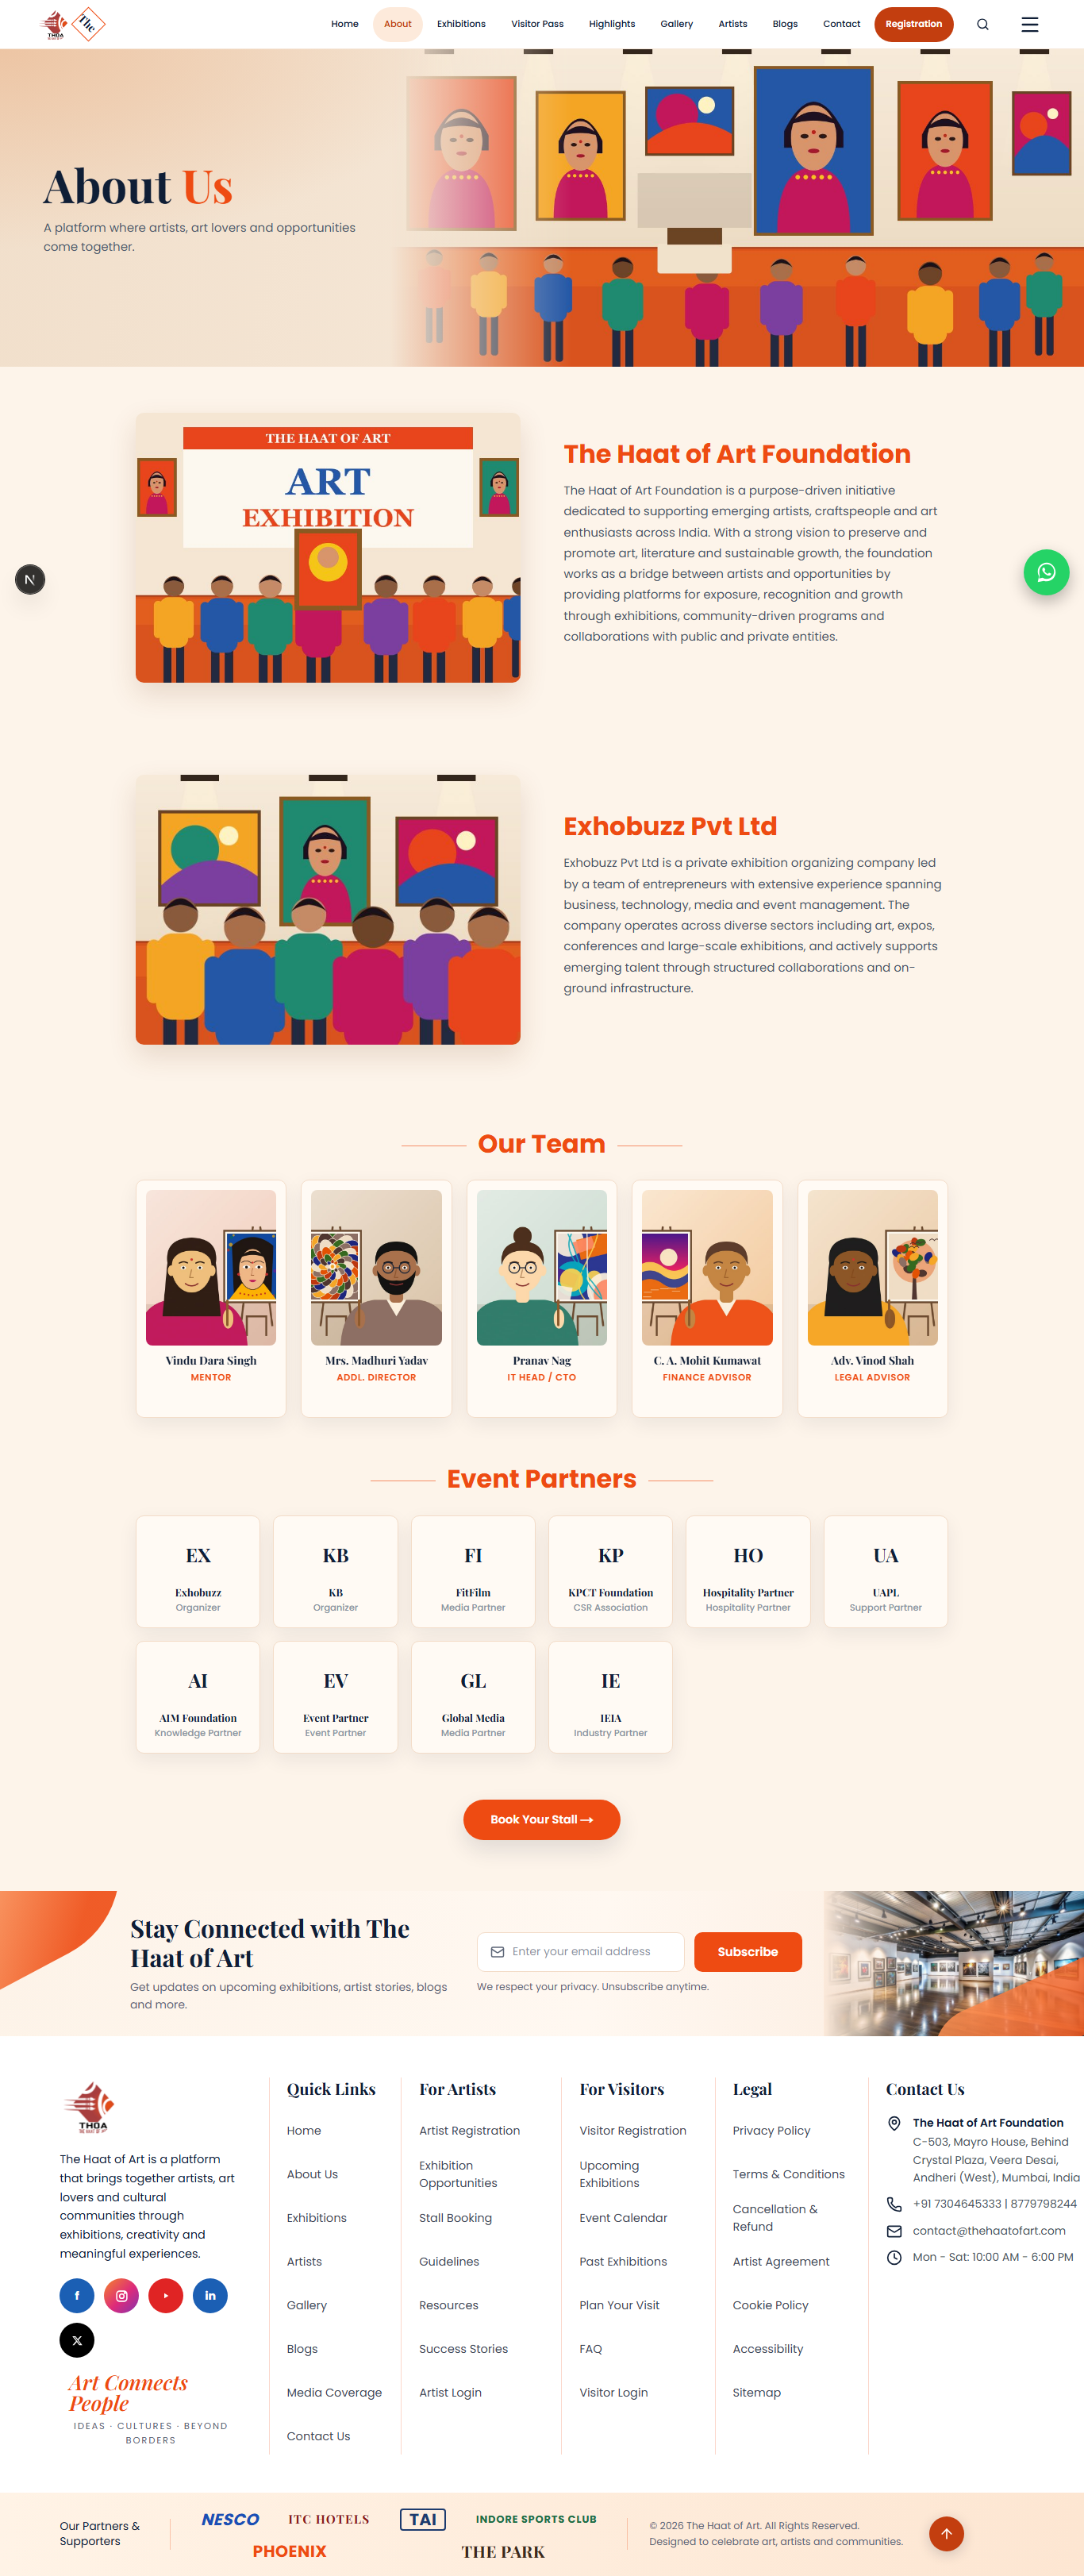 THOA
The
Home
About
Exhibitions
Visitor Pass
Highlights
Gallery
Artists
Blogs
Contact
Registration
About Us
A platform where artists, art lovers and opportunities
come together.
THE HAAT OF ART
ART
EXHIBITION
The Haat of Art Foundation
The Haat of Art Foundation is a purpose-driven initiative
dedicated to supporting emerging artists, craftspeople and art
enthusiasts across India. With a strong vision to preserve and
promote art, literature and sustainable growth, the foundation
works as a bridge between artists and opportunities by
providing platforms for exposure, recognition and growth
through exhibitions, community-driven programs and
collaborations with public and private entities.
N
Exhobuzz Pvt Ltd
Exhobuzz Pvt Ltd is a private exhibition organizing company led
by a team of entrepreneurs with extensive experience spanning
business, technology, media and event management. The
company operates across diverse sectors including art, expos,
conferences and large-scale exhibitions, and actively supports
emerging talent through structured collaborations and on-
ground infrastructure.
Our Team
Vindu Dara Singh
MENTOR
Mrs. Madhuri Yadav
ADDL. DIRECTOR
Pranav Nag
IT HEAD / CTO
C. A. Mohit Kumawat
FINANCE ADVISOR
Adv. Vinod Shah
LEGAL ADVISOR
Event Partners
EX
Exhobuzz
Organizer
KB
KB
Organizer
FI
FitFilm
Media Partner
KP
KPCT Foundation
CSR Association
HO
Hospitality Partner
Hospitality Partner
UA
UAPL
Support Partner
AI
AIM Foundation
Knowledge Partner
EV
Event Partner
Event Partner
GL
Global Media
Media Partner
IE
IEIA
Industry Partner
Book Your Stall →
Stay Connected with The
Haat of Art
Get updates on upcoming exhibitions, artist stories, blogs
and more.
Enter your email address
Subscribe
We respect your privacy. Unsubscribe anytime.
THOA
THE HAAT OF
The Haat of Art is a platform
that brings together artists, art
lovers and cultural
communities through
exhibitions, creativity and
meaningful experiences.
f
in
X
Art Connects
People
IDEAS · CULTURES · BEYOND
BORDERS
Quick Links
Home
About Us
Exhibitions
Artists
Gallery
Blogs
Media Coverage
Contact Us
For Artists
Artist Registration
Exhibition
Opportunities
Stall Booking
Guidelines
Resources
Success Stories
Artist Login
For Visitors
Visitor Registration
Upcoming
Exhibitions
Event Calendar
Past Exhibitions
Plan Your Visit
FAQ
Visitor Login
Legal
Privacy Policy
Terms & Conditions
Cancellation &
Refund
Artist Agreement
Cookie Policy
Accessibility
Sitemap
Contact Us
The Haat of Art Foundation
C-503, Mayro House, Behind
Crystal Plaza, Veera Desai,
Andheri (West), Mumbai, India
+91 7304645333 | 8779798244
contact@thehaatofart.com
Mon - Sat: 10:00 AM - 6:00 PM
Our Partners &
Supporters
NESCO
ITC HOTELS
TAI
INDORE SPORTS CLUB
PHOENIX
THE PARK
© 2026 The Haat of Art. All Rights Reserved.
Designed to celebrate art, artists and communities.